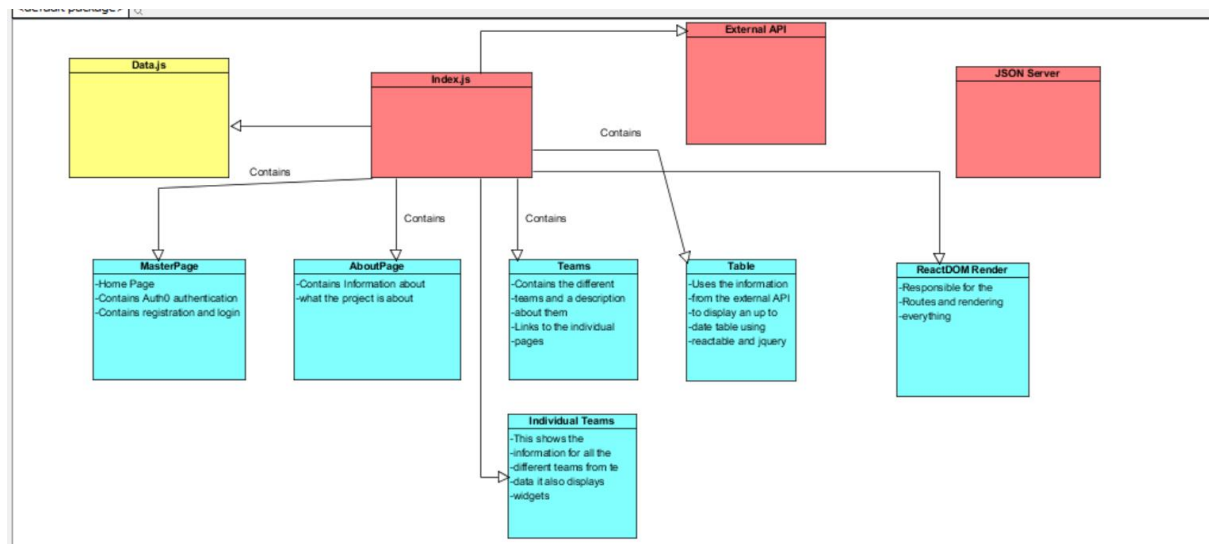 <default package>
External API
Data.js
Index.js
JSON Server
Contains
Contains
Contains
Contains
MasterPage
-Home Page
-Contains Auth0 authentication
-Contains registration and login
AboutPage
-Contains Information about
-what the project is about
Teams
-Contains the different
-teams and a description
-about them
-Links to the individual
-pages
Table
-Uses the information
-from the external API
-to display an up to
-date table using
-reactable and jquery
ReactDOM Render
-Responsible for the
-Routes and rendering
-everything
Individual Teams
-This shows the
-information for all the
-different teams from te
-data it also displays
-widgets